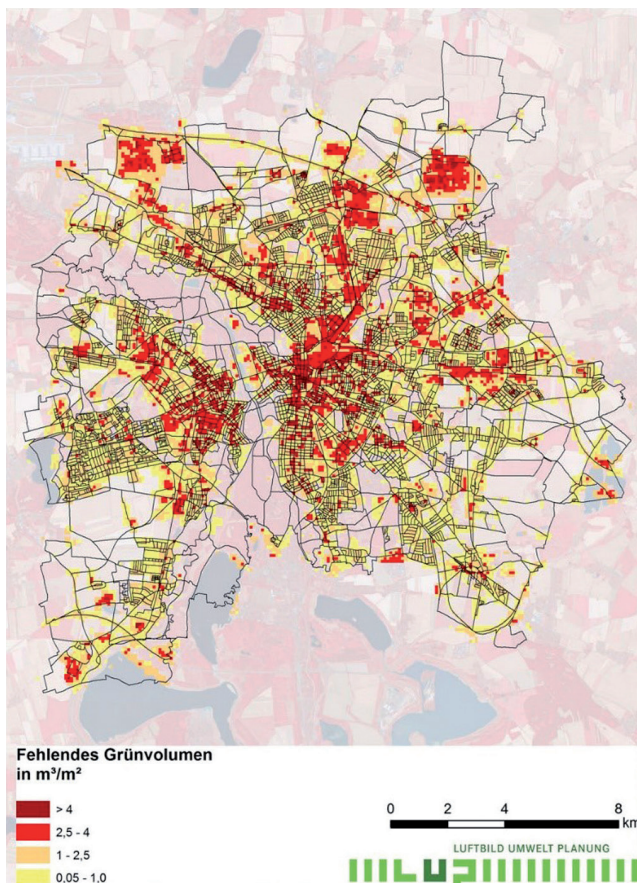 Fehlendes Grünvolumen
in m³/m²
> 4
2,5 - 4
1 - 2,5
0,05 - 1,0
0 2 4 8
km
LUFTBILD UMWELT PLANUNG
LUP